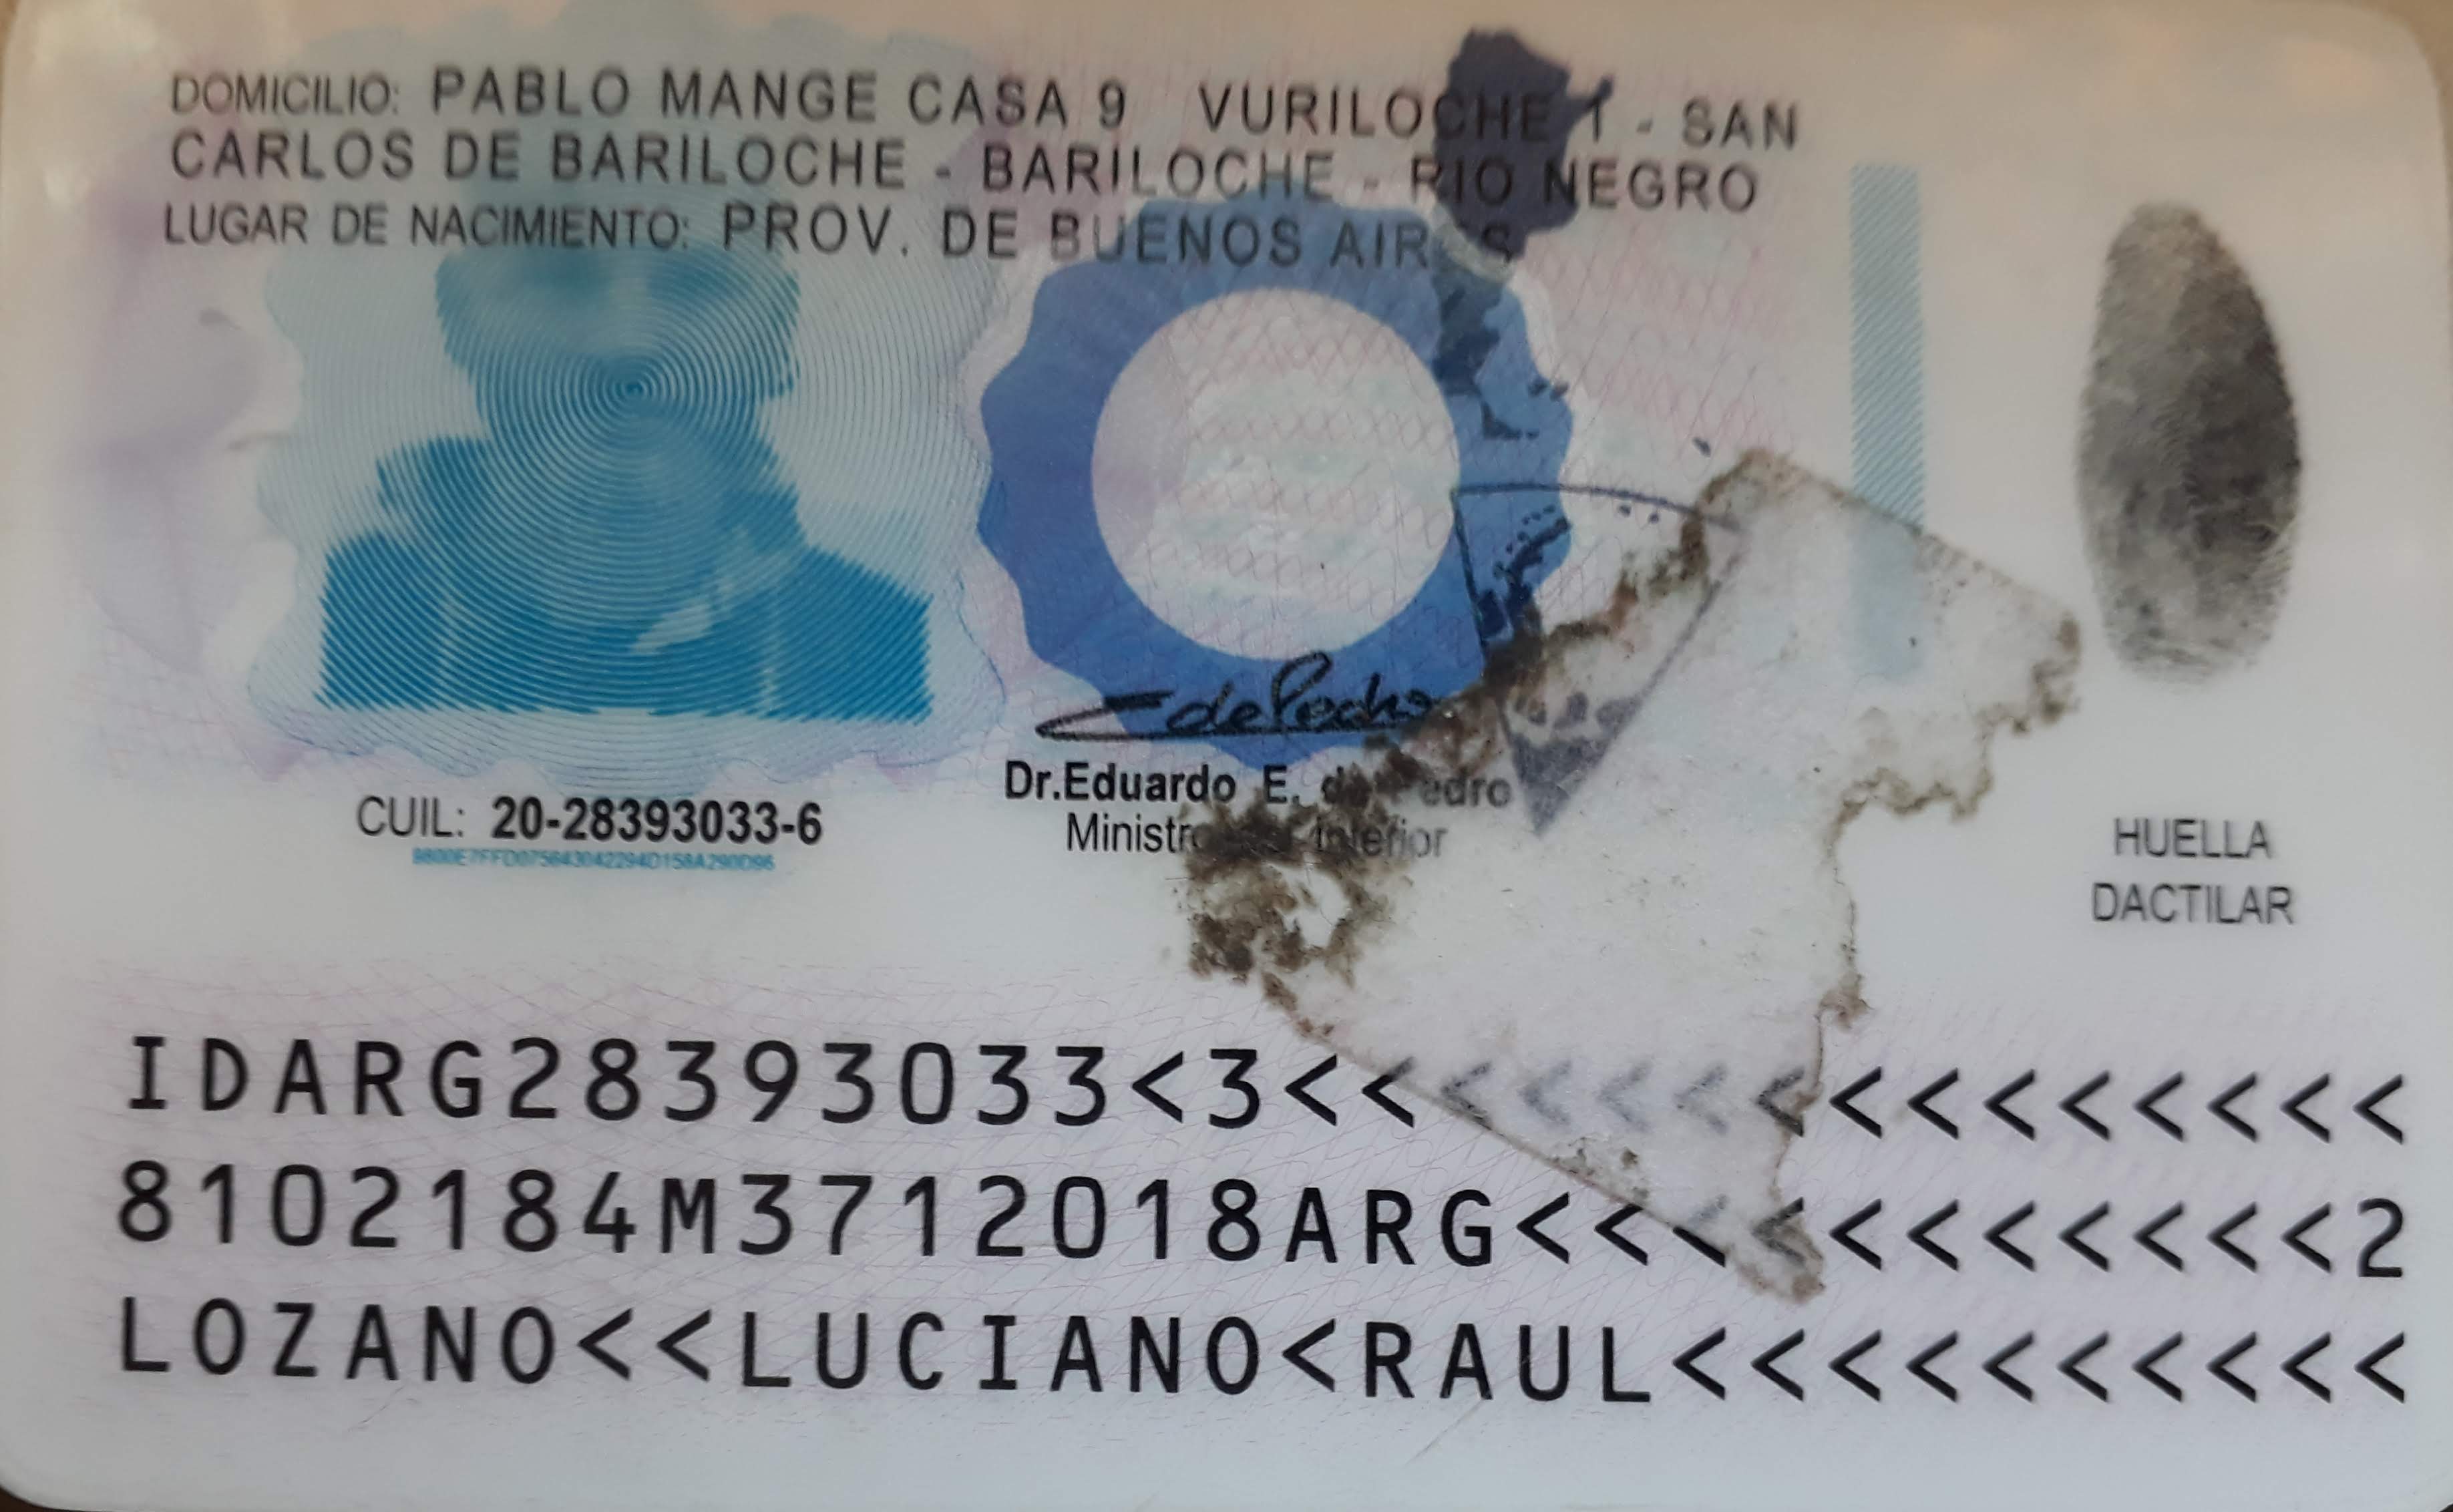 DOMICILIO: PABLO MANGE CASA 9 VURILOCHE 1 - SAN
CARLOS DE BARILOCHE - BARILOCHE - RIO NEGRO
LUGAR DE NACIMIENTO: PROV. DE BUENOS AIRES
CUIL: 20-28393033-6
Dr.Eduardo E. de Pedro
Ministro del Interior
HUELLA
DACTILAR
IDARG28393033<3<<<<<<<<<<<<<<<
8102184M3712018ARG<<<<<<<<<<<2
LOZANO<<LUCIANO<RAUL<<<<<<<<<<